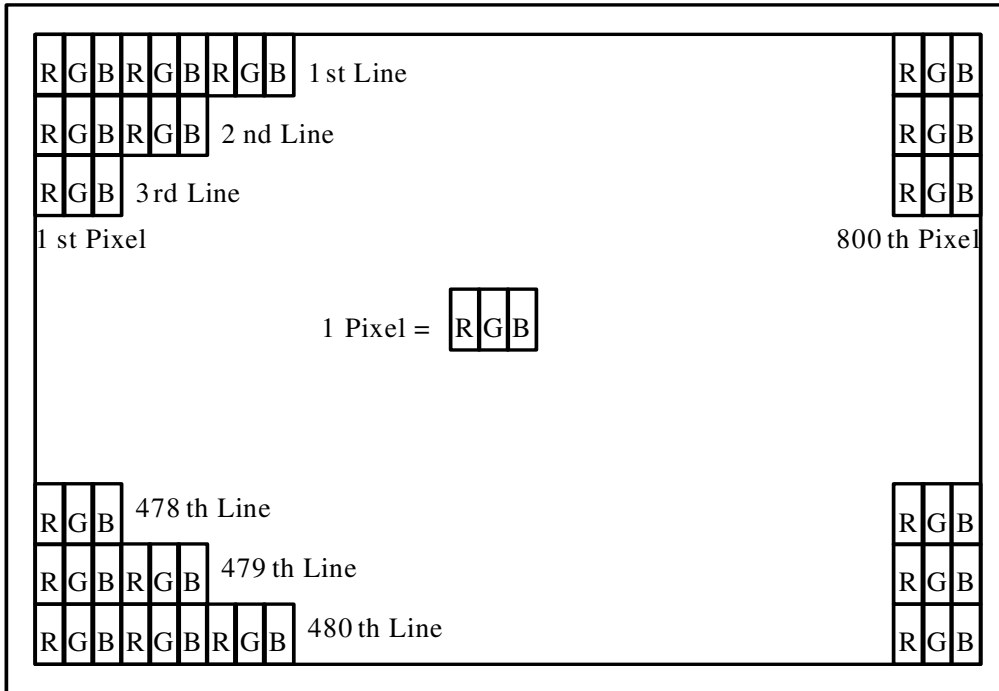 R G B R G B R G B 1 st Line R G B
R G B R G B 2 nd Line R G B
R G B 3 rd Line R G B
1 st Pixel 800 th Pixel
1 Pixel = R G B
R G B 478 th Line R G B
R G B R G B 479 th Line R G B
R G B R G B R G B 480 th Line R G B